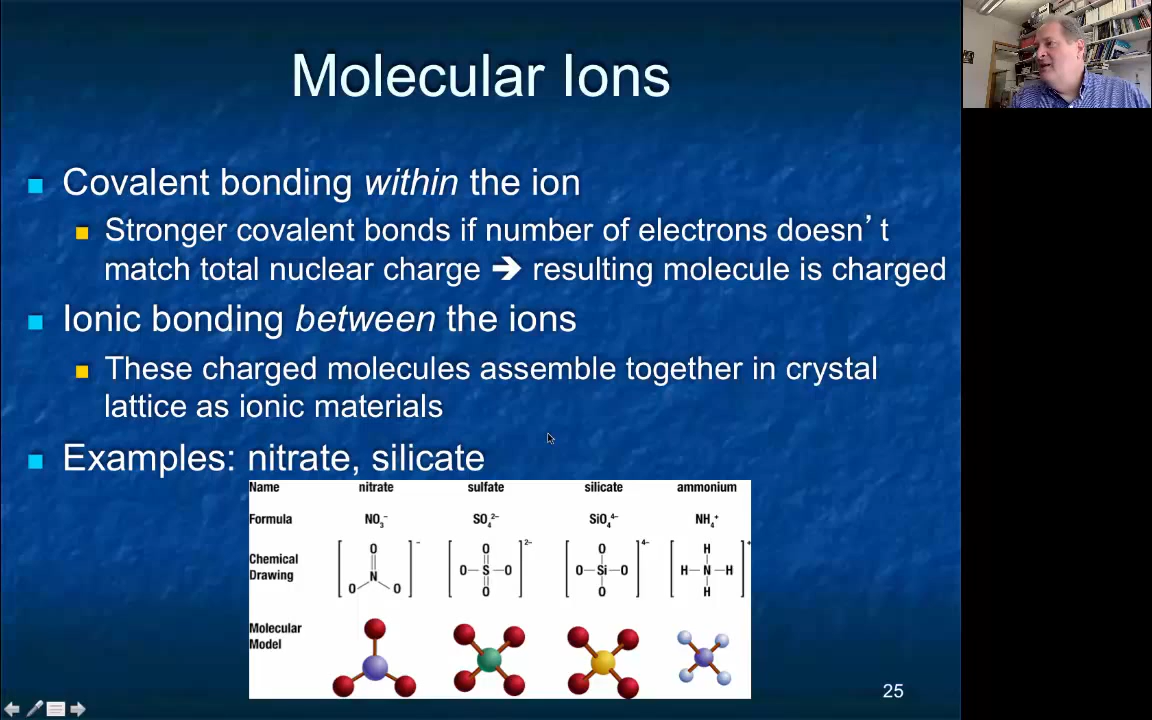 Molecular Ions
Covalent bonding within the ion
Stronger covalent bonds if number of electrons doesn’t
match total nuclear charge ➔ resulting molecule is charged
Ionic bonding between the ions
These charged molecules assemble together in crystal
lattice as ionic materials
Examples: nitrate, silicate
Name nitrate sulfate silicate ammonium
Formula NO₃⁻ SO₄²⁻ SiO₄⁴⁻ NH₄⁺
Chemical
Drawing
O
N
O O
−
O
O—S—O
O
2−
O
O—Si—O
O
4−
H
H—N—H
H
+
Molecular
Model
25